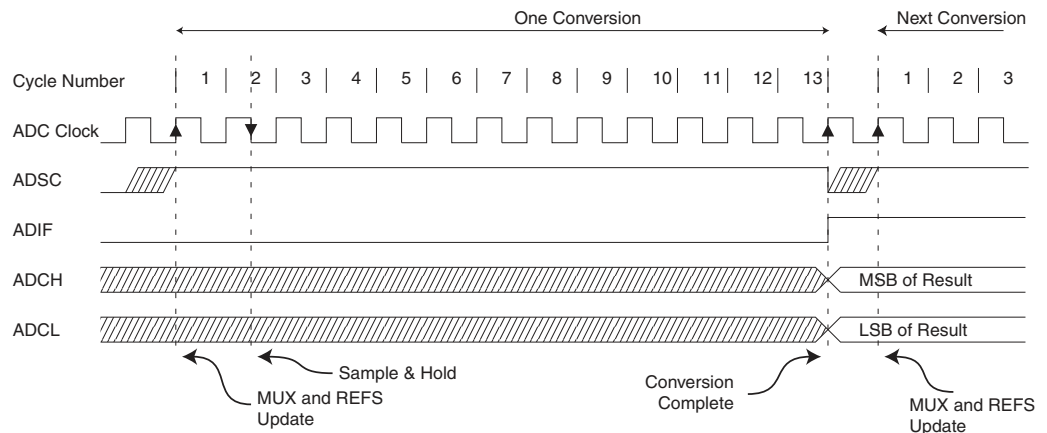 One Conversion
Next Conversion
Cycle Number 1 2 3 4 5 6 7 8 9 10 11 12 13 1 2 3
ADC Clock
ADSC
ADIF
ADCH MSB of Result
ADCL LSB of Result
Sample & Hold
MUX and REFS
Update
Conversion
Complete
MUX and REFS
Update